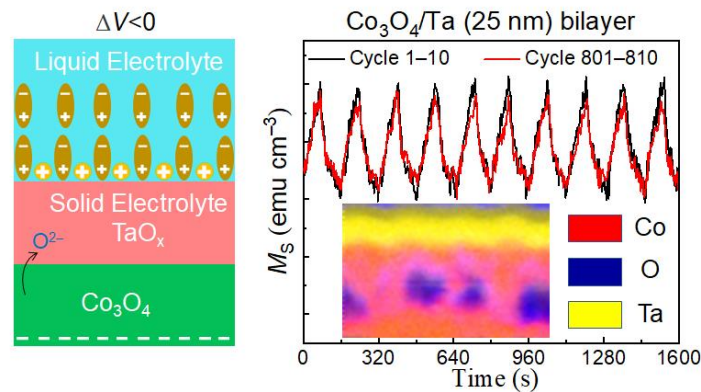 ΔV<0
Liquid Electrolyte
Solid Electrolyte
TaOₓ
O²⁻
Co₃O₄
Co₃O₄/Ta (25 nm) bilayer
Cycle 1–10
Cycle 801–810
M_S (emu cm⁻³)
Co
O
Ta
0 320 640 960 1280 1600
Time (s)